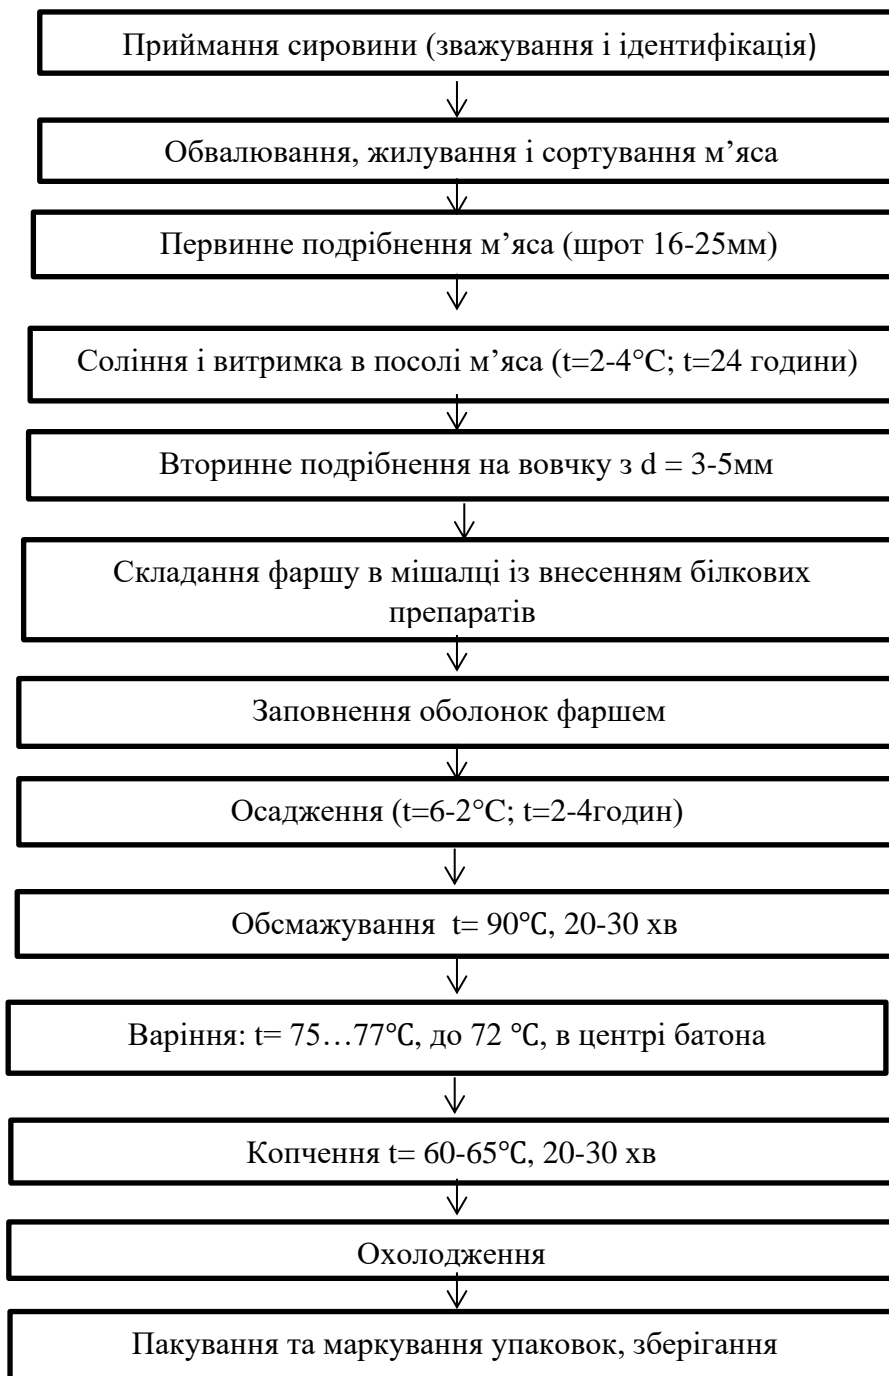 Приймання сировини (зважування і ідентифікація)
Обвалювання, жилування і сортування м’яса
Первинне подрібнення м’яса (шрот 16-25мм)
Соління і витримка в посолі м’яса (t=2-4°С; t=24 години)
Вторинне подрібнення на вовчку з d = 3-5мм
Складання фаршу в мішалці із внесенням білкових
препаратів
Заповнення оболонок фаршем
Осадження (t=6-2°С; t=2-4годин)
Обсмажування t= 90℃, 20-30 хв
Варіння: t= 75…77℃, до 72 ℃, в центрі батона
Копчення t= 60-65℃, 20-30 хв
Охолодження
Пакування та маркування упаковок, зберігання